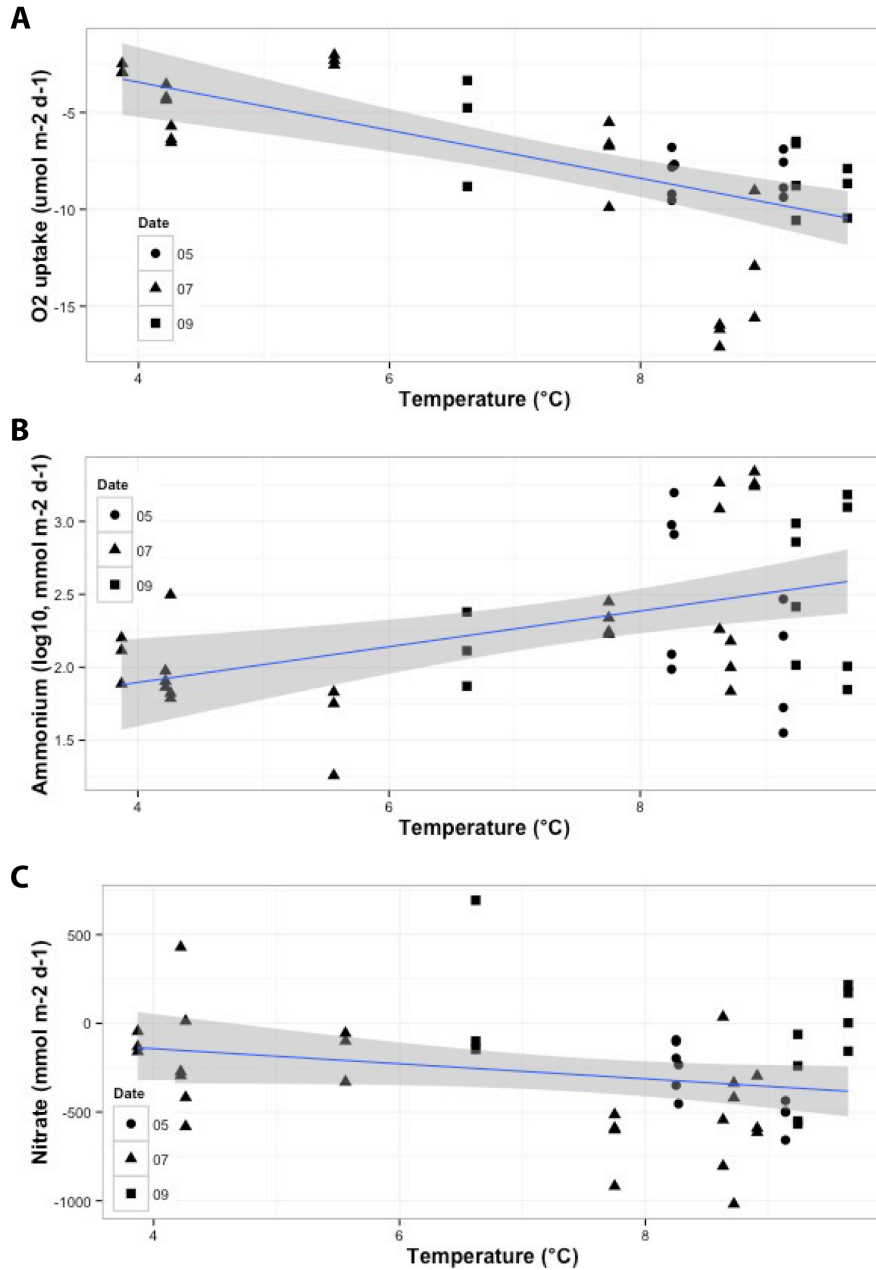 A
O2 uptake (umol m-2 d-1)
-5
-10
-15
Date
05
07
09
4
6
8
Temperature (°C)
B
Ammonium (log10, mmol m-2 d-1)
3.0
2.5
2.0
1.5
Date
05
07
09
4
6
8
Temperature (°C)
C
Nitrate (mmol m-2 d-1)
500
0
-500
-1000
Date
05
07
09
4
6
8
Temperature (°C)